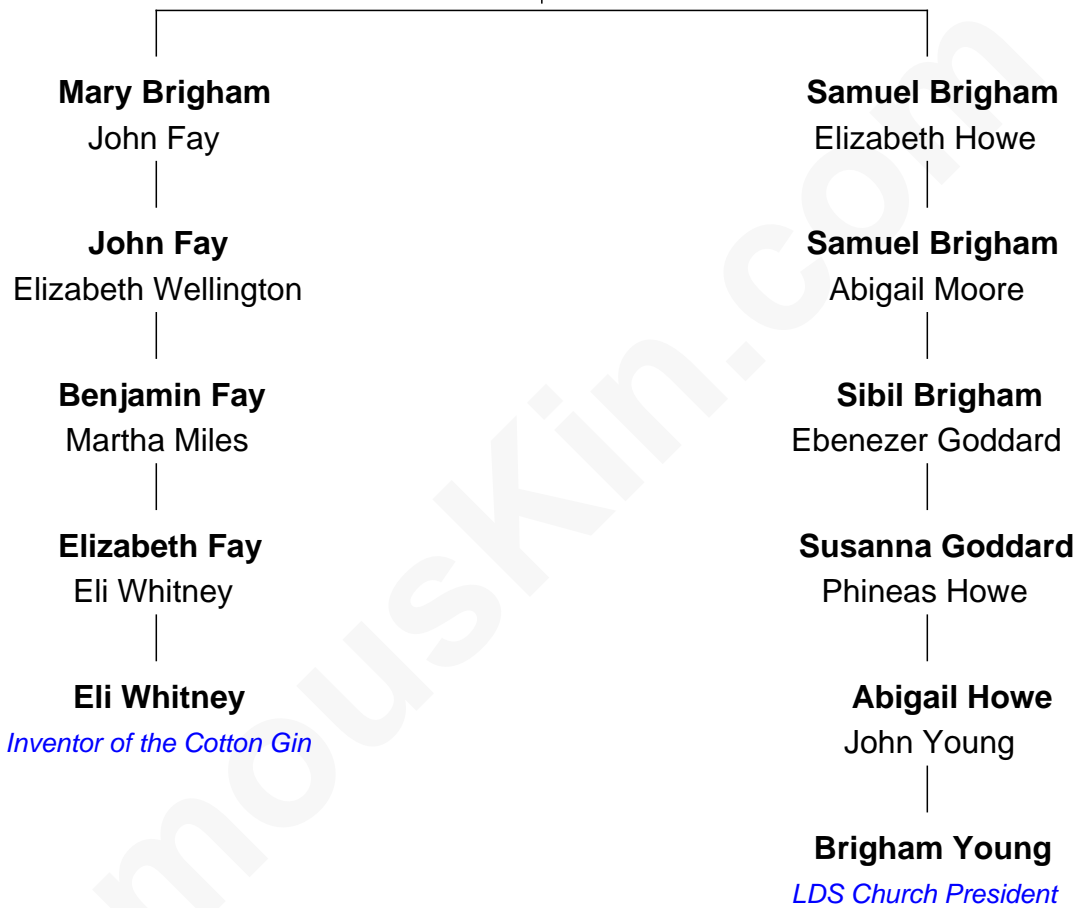 Mary Brigham
John Fay
John Fay
Elizabeth Wellington
Benjamin Fay
Martha Miles
Elizabeth Fay
Eli Whitney
Eli Whitney
Inventor of the Cotton Gin
Samuel Brigham
Elizabeth Howe
Samuel Brigham
Abigail Moore
Sibil Brigham
Ebenezer Goddard
Susanna Goddard
Phineas Howe
Abigail Howe
John Young
Brigham Young
LDS Church President
mousKin.com